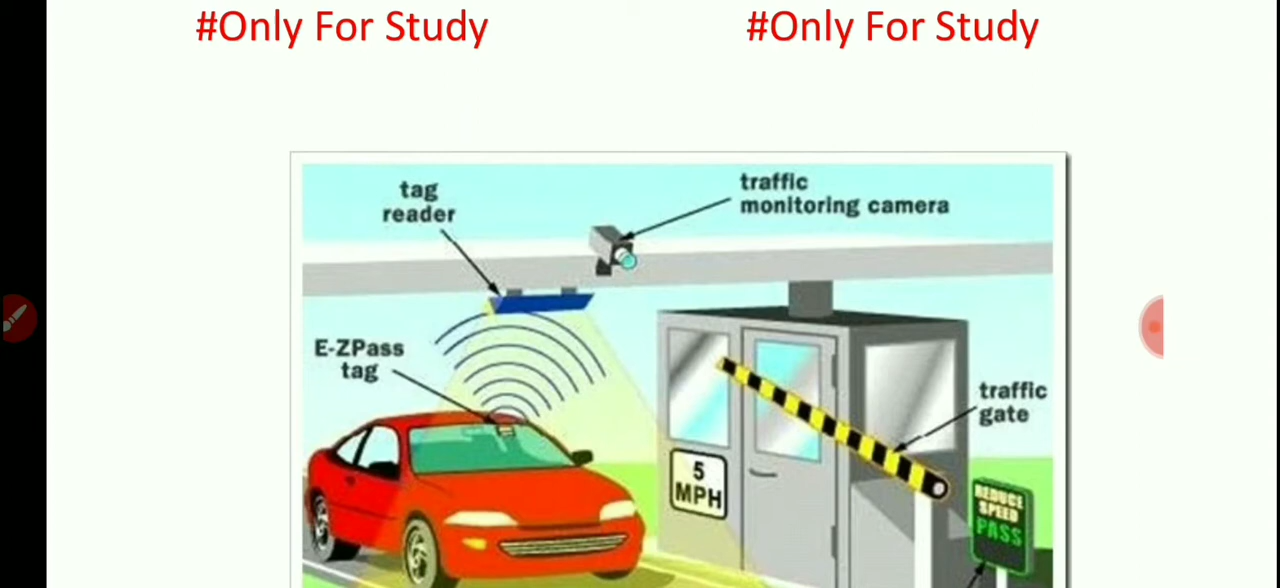 #Only For Study
#Only For Study
tag
reader
traffic
monitoring camera
E-ZPass
tag
traffic
gate
5
MPH
REDUCE
SPEED
PASS